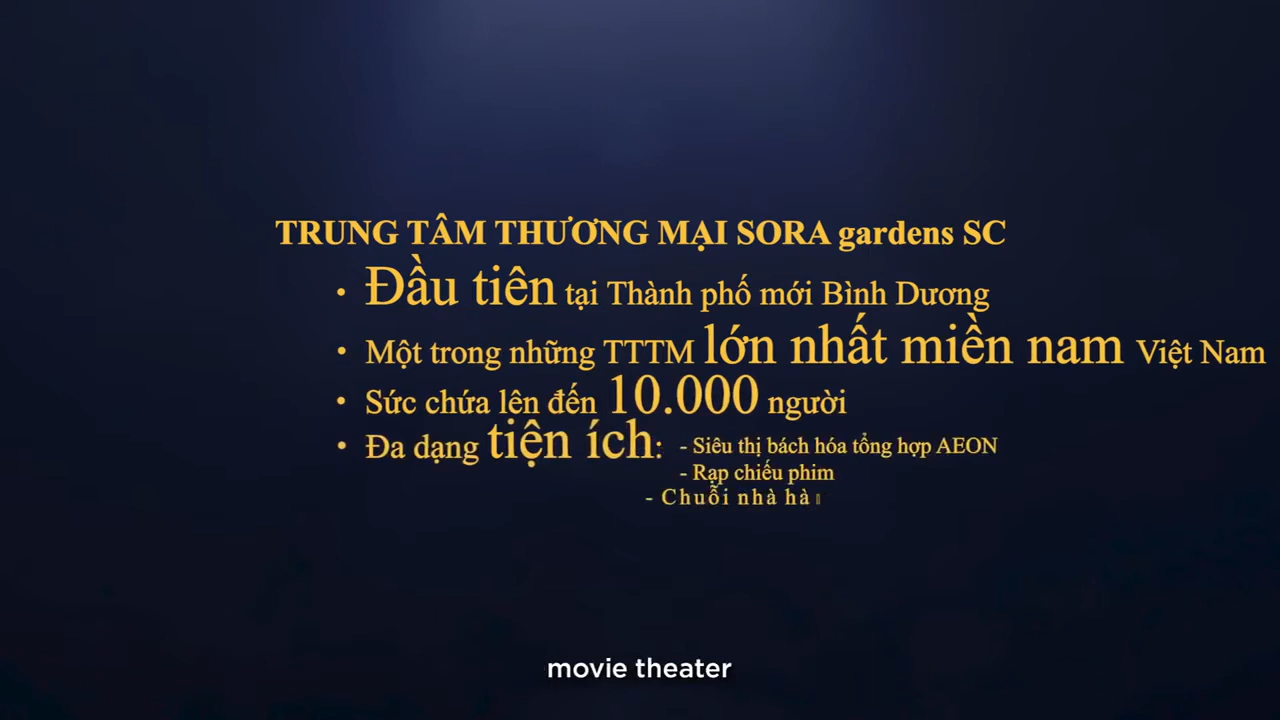 TRUNG TÂM THƯƠNG MẠI SORA gardens SC
• Đầu tiên tại Thành phố mới Bình Dương
• Một trong những TTTM lớn nhất miền nam Việt Nam
• Sức chứa lên đến 10.000 người
• Đa dạng tiện ích: - Siêu thị bách hóa tổng hợp AEON
- Rạp chiếu phim
- Chuỗi nhà
movie theater